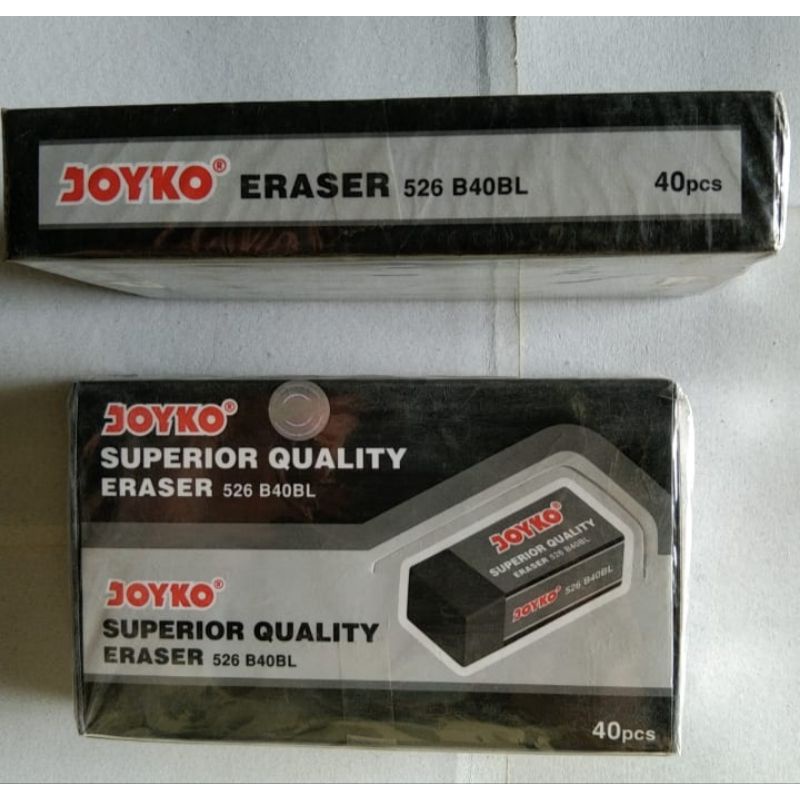 JOYKO® ERASER 526 B40BL 40pcs
JOYKO®
SUPERIOR QUALITY
ERASER 526 B40BL
JOYKO®
SUPERIOR QUALITY
ERASER 526 B40BL
JOYKO®
SUPERIOR QUALITY
ERASER 526 B40BL
JOYKO® 526 B40BL
40pcs